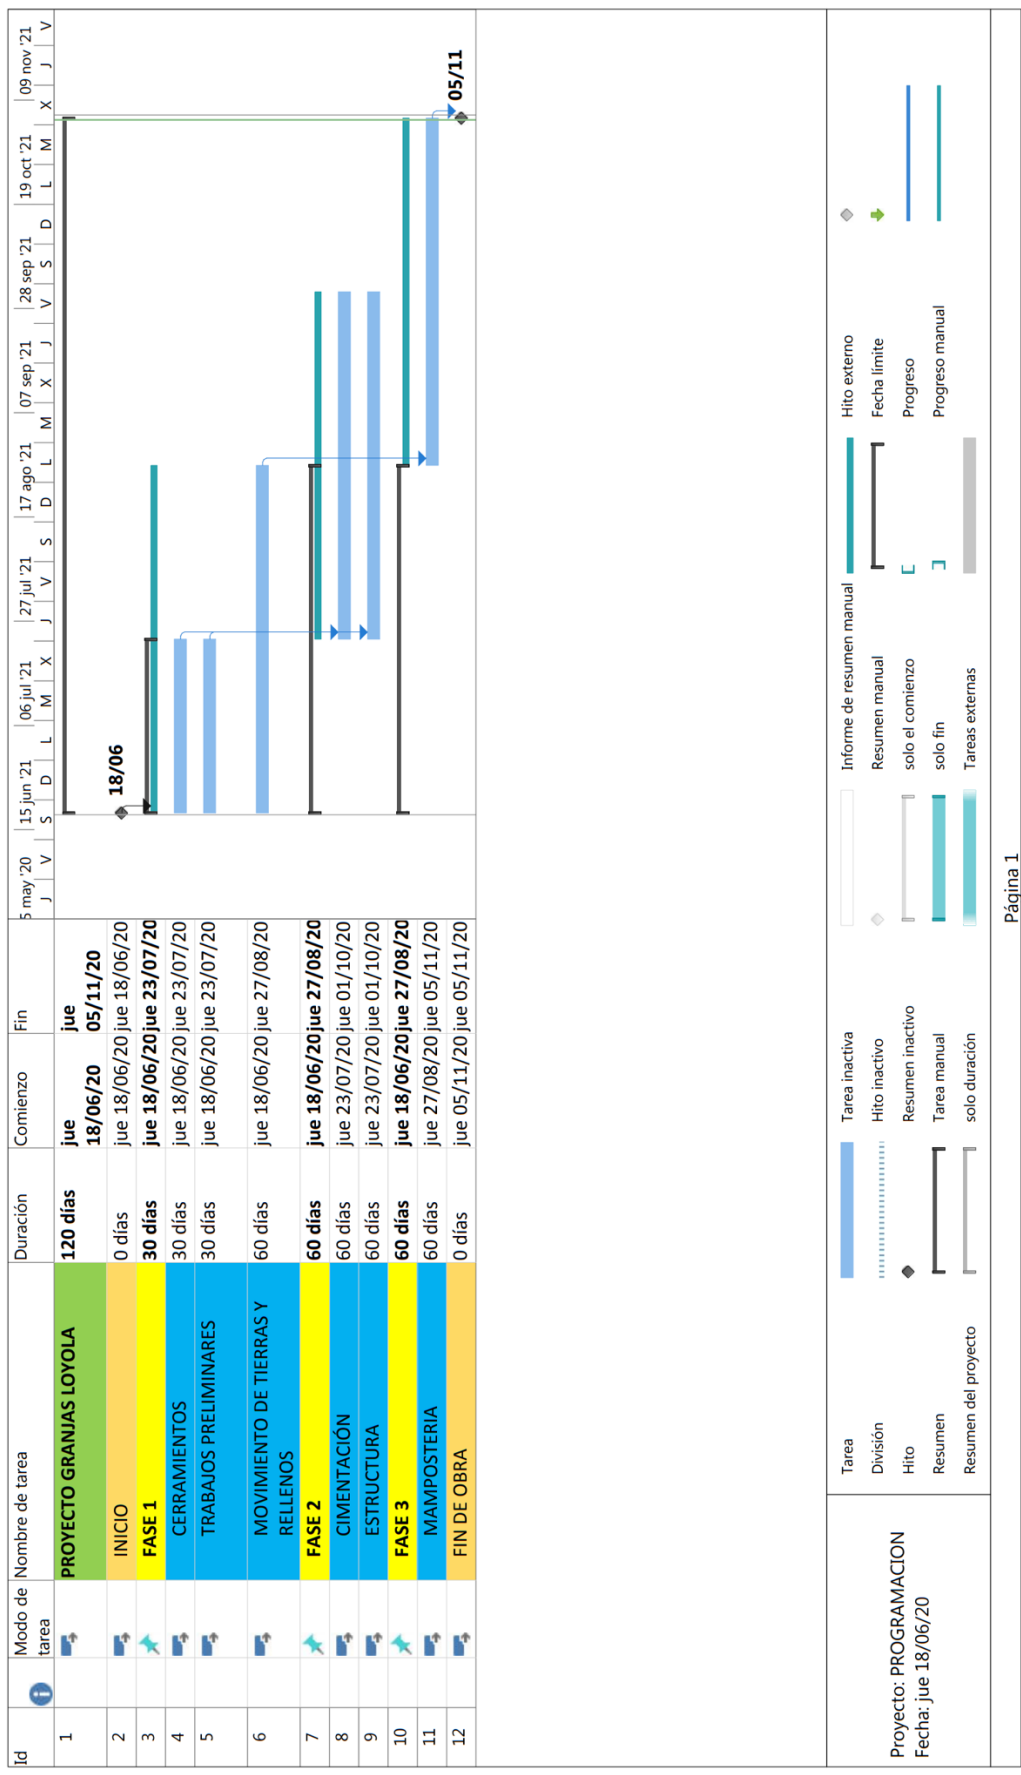 Id Modo de tarea Nombre de tarea Duración Comienzo Fin
5 may '20 15 jun '21 06 jul '21 27 jul '21 17 ago '21 07 sep '21 28 sep '21 19 oct '21 09 nov '21
J V S D L M X J V S D L M X J V S D L M X J V
1 PROYECTO GRANJAS LOYOLA 120 días jue 18/06/20 jue 05/11/20
2 INICIO 0 días jue 18/06/20 jue 18/06/20 18/06
3 FASE 1 30 días jue 18/06/20 jue 23/07/20
4 CERRAMIENTOS 30 días jue 18/06/20 jue 23/07/20
5 TRABAJOS PRELIMINARES 30 días jue 18/06/20 jue 23/07/20
6 MOVIMIENTO DE TIERRAS Y RELLENOS 60 días jue 18/06/20 jue 27/08/20
7 FASE 2 60 días jue 18/06/20 jue 27/08/20
8 CIMENTACIÓN 60 días jue 23/07/20 jue 01/10/20
9 ESTRUCTURA 60 días jue 23/07/20 jue 01/10/20
10 FASE 3 60 días jue 18/06/20 jue 27/08/20
11 MAMPOSTERIA 60 días jue 27/08/20 jue 05/11/20
12 FIN DE OBRA 0 días jue 05/11/20 jue 05/11/20 05/11
Proyecto: PROGRAMACION
Fecha: jue 18/06/20
Tarea Tarea inactiva Informe de resumen manual Hito externo
División Hito inactivo Resumen manual Fecha límite
Hito Resumen inactivo solo el comienzo Progreso
Resumen Tarea manual solo fin Progreso manual
Resumen del proyecto solo duración Tareas externas
Página 1